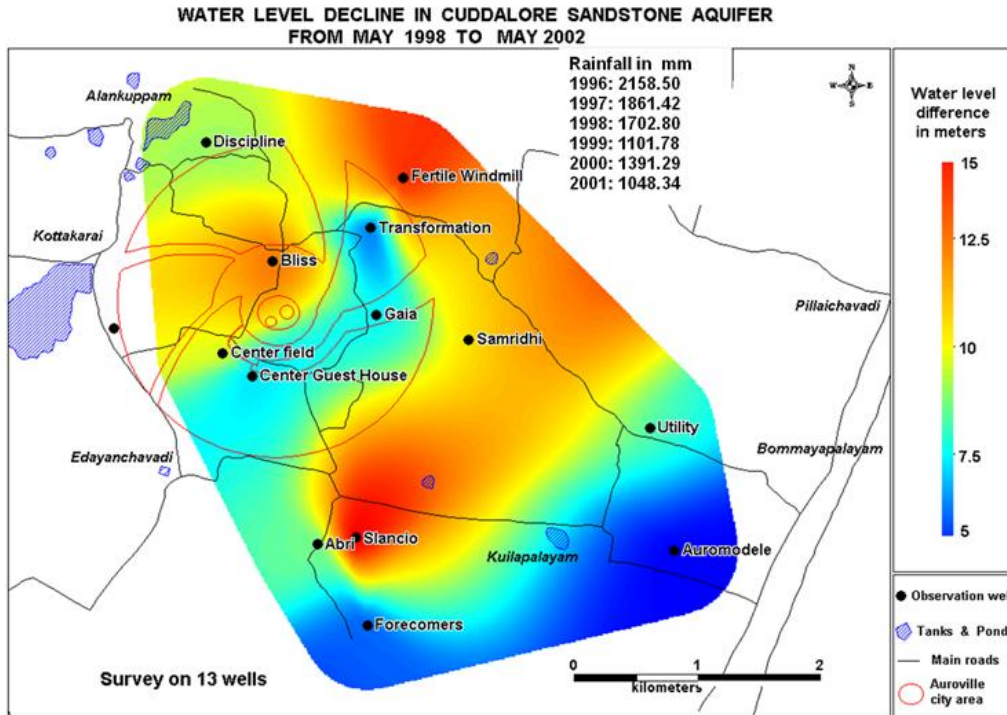 WATER LEVEL DECLINE IN CUDDALORE SANDSTONE AQUIFER
FROM MAY 1998 TO MAY 2002
Rainfall in mm
1996: 2158.50
1997: 1861.42
1998: 1702.80
1999: 1101.78
2000: 1391.29
2001: 1048.34
N
W
E
S
Alankuppam
Discipline
Fertile Windmill
Transformation
Kottakarai
Bliss
Pillaichavadi
Gaia
Samridhi
Center field
Center Guest House
Utility
Bommayapalayam
Edayanchavadi
Slancio
Abri
Kuilapalayam
Auromodele
Forecomers
Survey on 13 wells
0
1
2
kilometers
Water level
difference
in meters
15
12.5
10
7.5
5
Observation wel
Tanks & Pond
Main roads
Auroville
city area